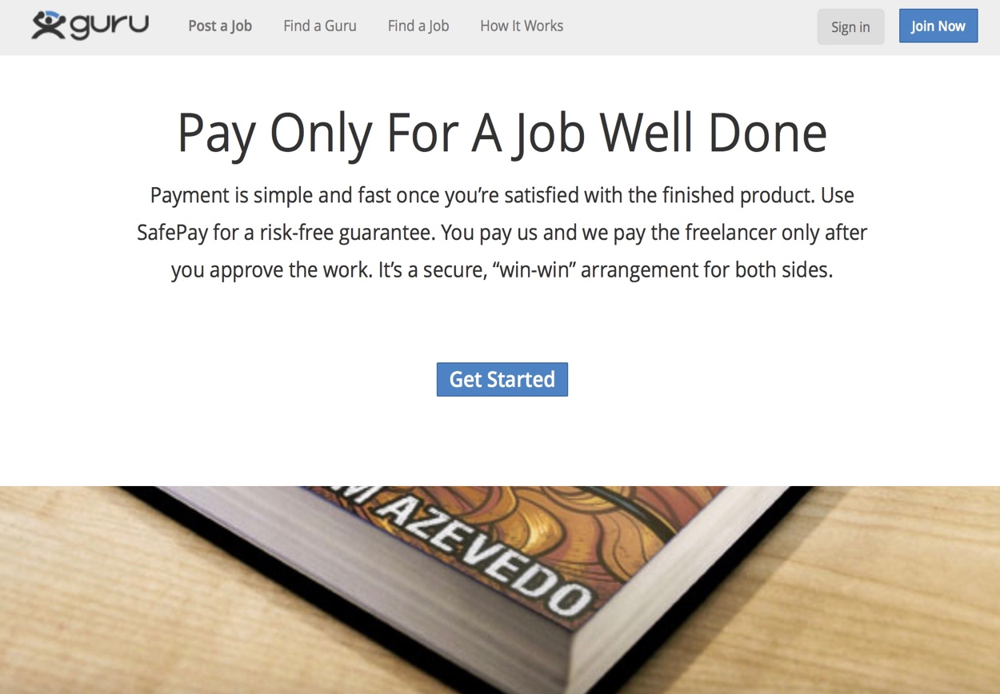 guru
Post a Job
Find a Guru
Find a Job
How It Works
Sign in
Join Now
Pay Only For A Job Well Done
Payment is simple and fast once you’re satisfied with the finished product. Use
SafePay for a risk-free guarantee. You pay us and we pay the freelancer only after
you approve the work. It’s a secure, “win-win” arrangement for both sides.
Get Started
M AZEVEDO